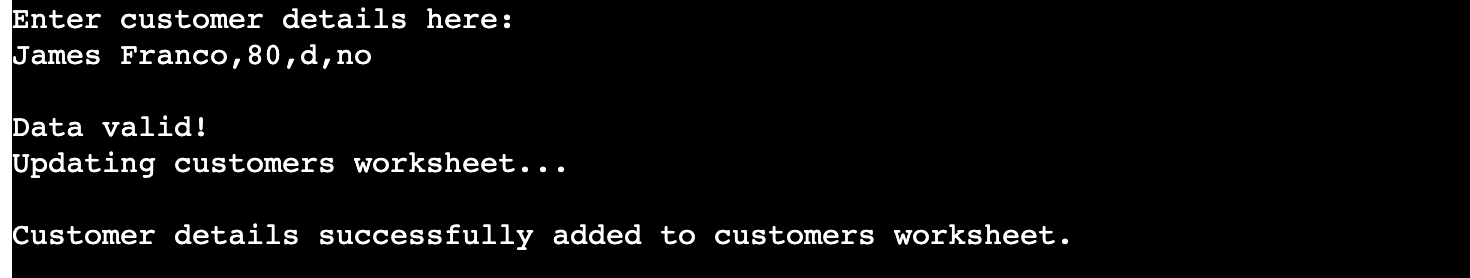 Enter customer details here:
James Franco,80,d,no
Data valid!
Updating customers worksheet...
Customer details successfully added to customers worksheet.